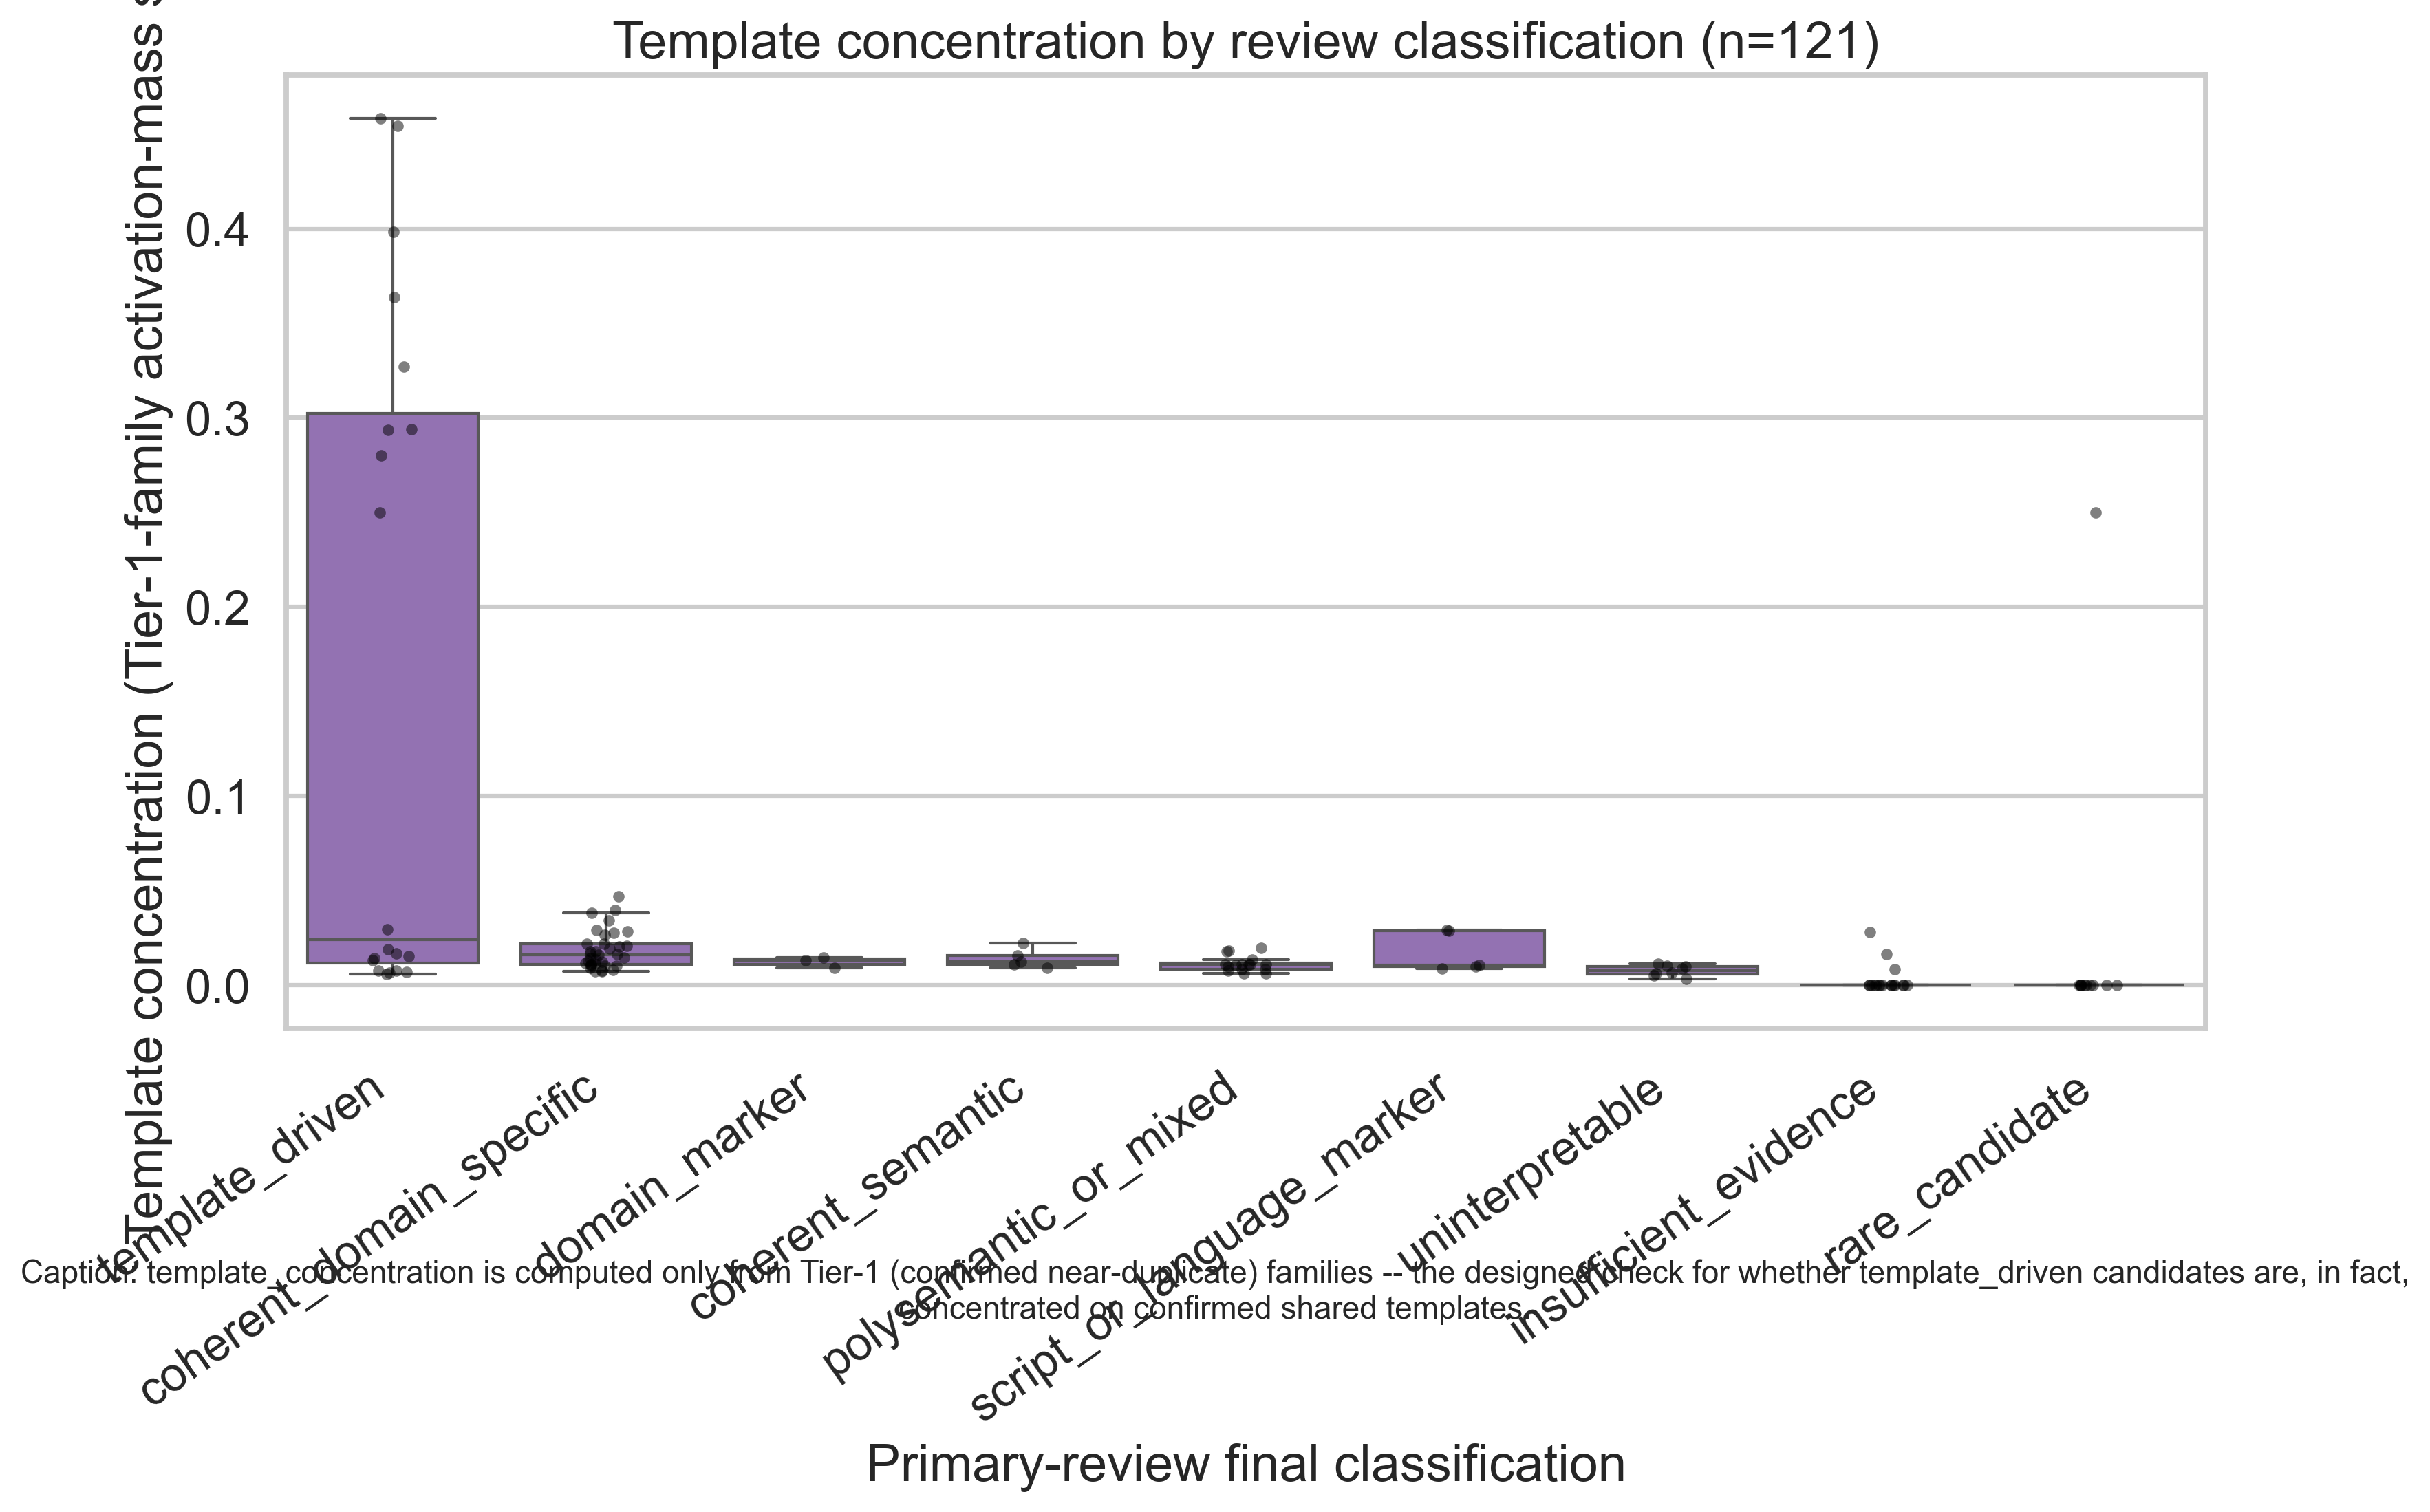 Template concentration by review classification (n=121)
Template concentration (Tier-1-family activation-mass
0.4
0.3
0.2
0.1
0.0
template_driven
coherent_domain_specific
domain_marker
coherent_semantic
polysemantic_or_mixed
script_or_language_marker
uninterpretable
insufficient_evidence
rare_candidate
Caption: template_concentration is computed only from Tier-1 (confirmed near-duplicate) families -- the designed check for whether template_driven candidates are, in fact,
concentrated on confirmed shared templates.
Primary-review final classification